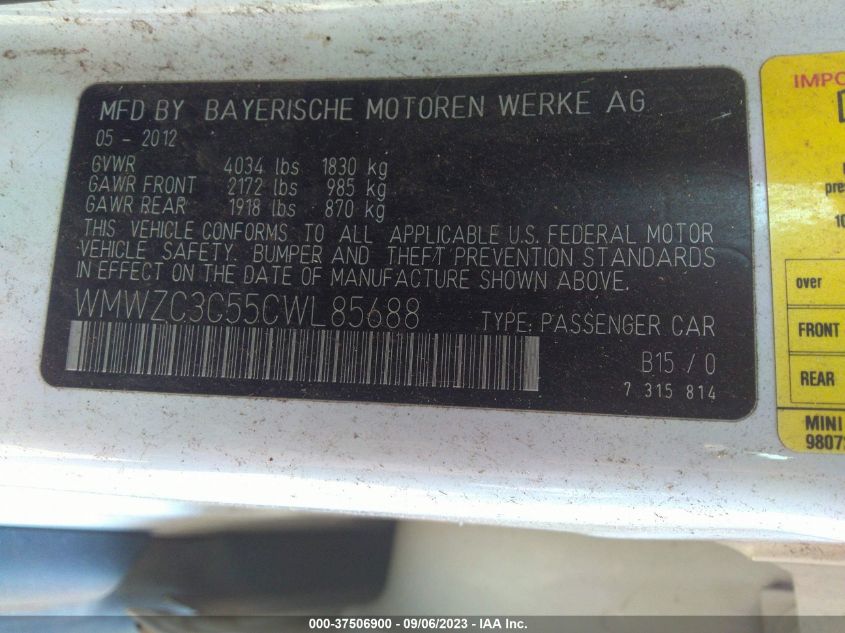 MFD BY BAYERISCHE MOTOREN WERKE AG
05 - 2012
GVWR 4034 lbs 1830 kg
GAWR FRONT 2172 lbs 985 kg
GAWR REAR 1918 lbs 870 kg
THIS VEHICLE CONFORMS TO ALL APPLICABLE U.S. FEDERAL MOTOR
VEHICLE SAFETY, BUMPER AND THEFT PREVENTION STANDARDS
IN EFFECT ON THE DATE OF MANUFACTURE SHOWN ABOVE.
WMWZC3C55CWL85688 TYPE: PASSENGER CAR
B15 / 0
7 315 814
over
FRONT
REAR
MINI
000-37506900 - 09/06/2023 - IAA Inc.